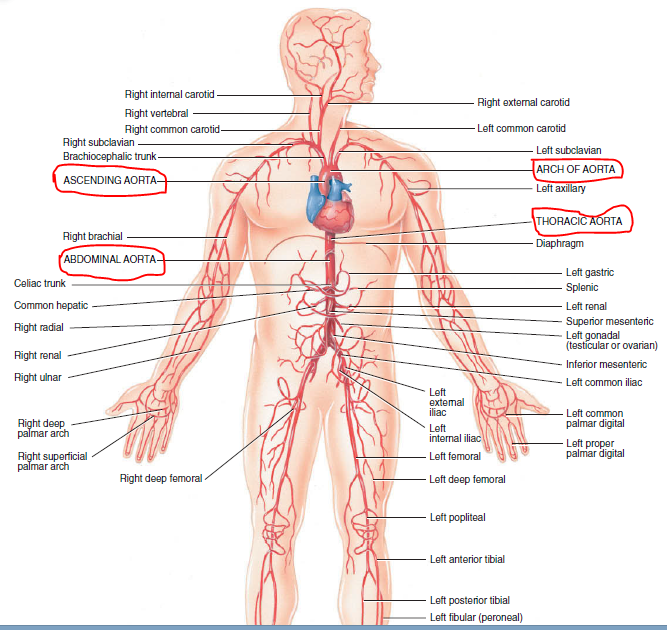 Right internal carotid
Right vertebral
Right common carotid
Right subclavian
Brachiocephalic trunk
ASCENDING AORTA
Right brachial
ABDOMINAL AORTA
Celiac trunk
Common hepatic
Right radial
Right renal
Right ulnar
Right deep
palmar arch
Right superficial
palmar arch
Right deep femoral
Right external carotid
Left common carotid
Left subclavian
ARCH OF AORTA
Left axillary
THORACIC AORTA
Diaphragm
Left gastric
Splenic
Left renal
Superior mesenteric
Left gonadal
(testicular or ovarian)
Inferior mesenteric
Left common iliac
Left
external
iliac
Left
internal iliac
Left common
palmar digital
Left proper
palmar digital
Left femoral
Left deep femoral
Left popliteal
Left anterior tibial
Left posterior tibial
Left fibular (peroneal)